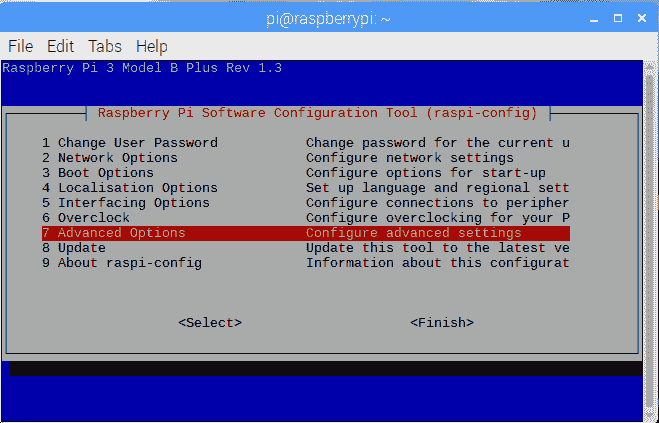 pi@raspberrypi: ~
File Edit Tabs Help
Raspberry Pi 3 Model B Plus Rev 1.3
Raspberry Pi Software Configuration Tool (raspi-config)
1 Change User Password Change password for the current u
2 Network Options Configure network settings
3 Boot Options Configure options for start-up
4 Localisation Options Set up language and regional sett
5 Interfacing Options Configure connections to peripher
6 Overclock Configure overclocking for your P
7 Advanced Options Configure advanced settings
8 Update Update this tool to the latest ve
9 About raspi-config Information about this configurat
<Select> <Finish>